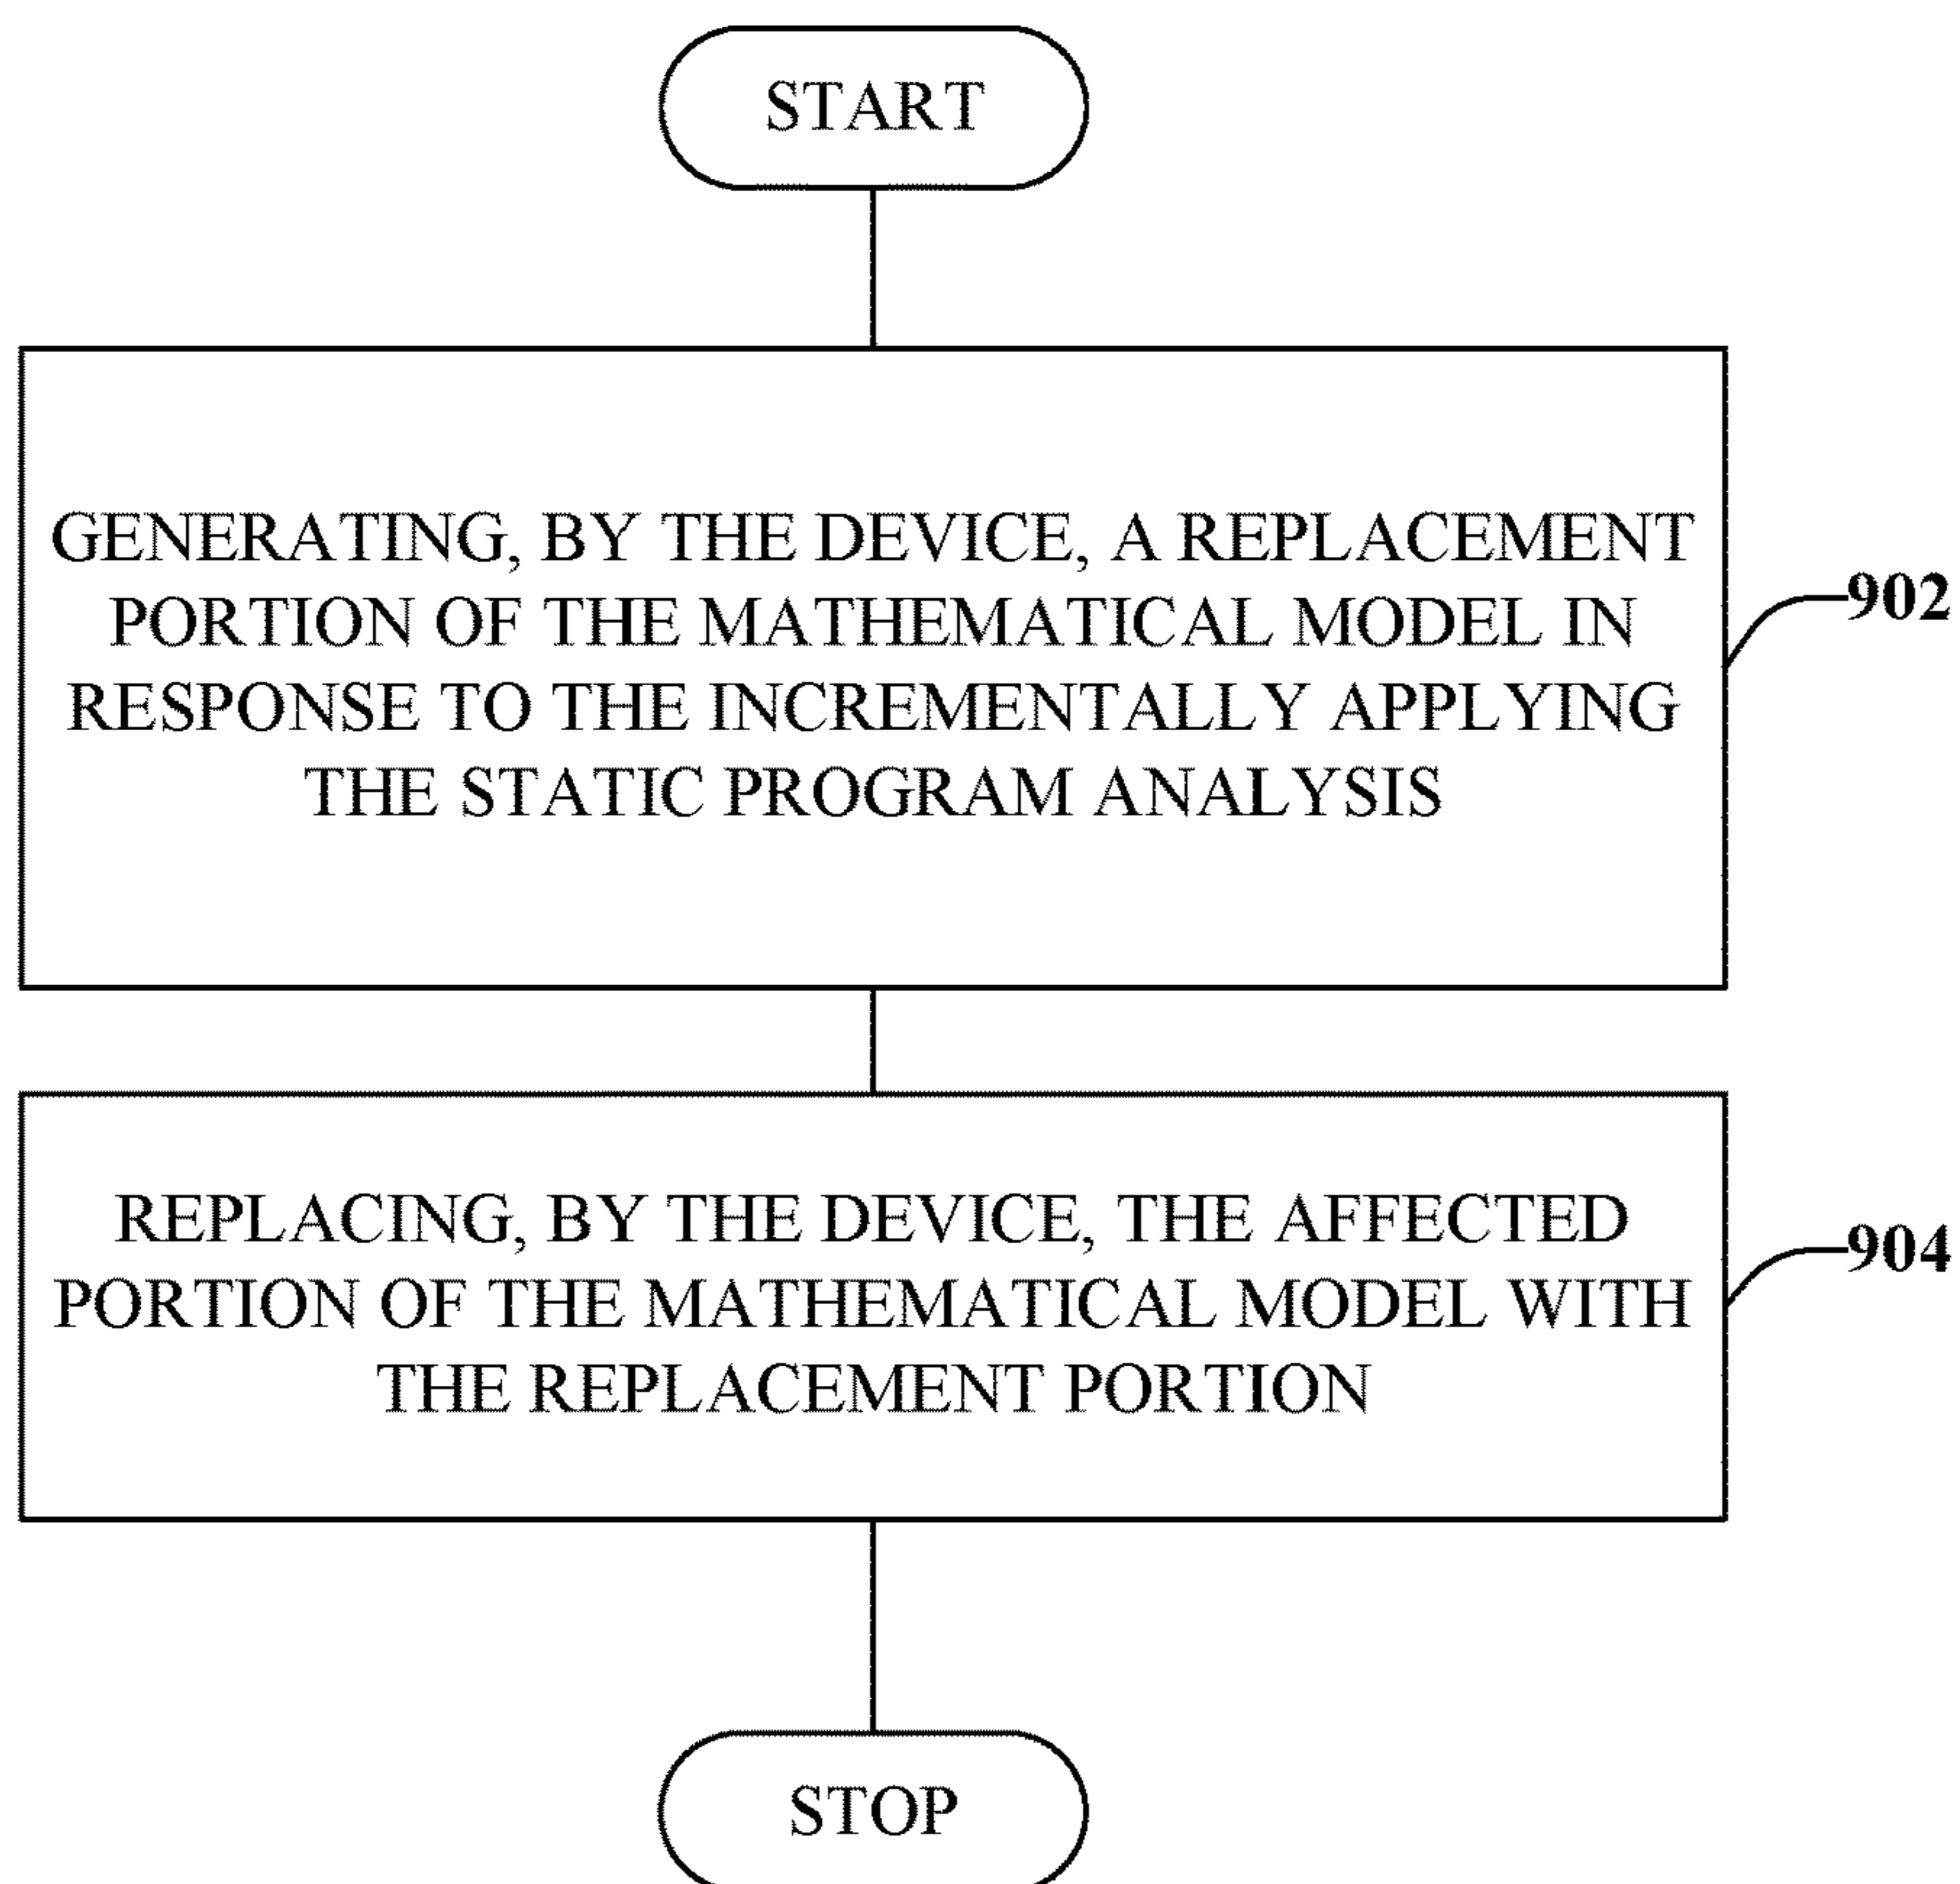 START
GENERATING, BY THE DEVICE, A REPLACEMENT
PORTION OF THE MATHEMATICAL MODEL IN
RESPONSE TO THE INCREMENTALLY APPLYING
THE STATIC PROGRAM ANALYSIS
902
REPLACING, BY THE DEVICE, THE AFFECTED
PORTION OF THE MATHEMATICAL MODEL WITH
THE REPLACEMENT PORTION
904
STOP